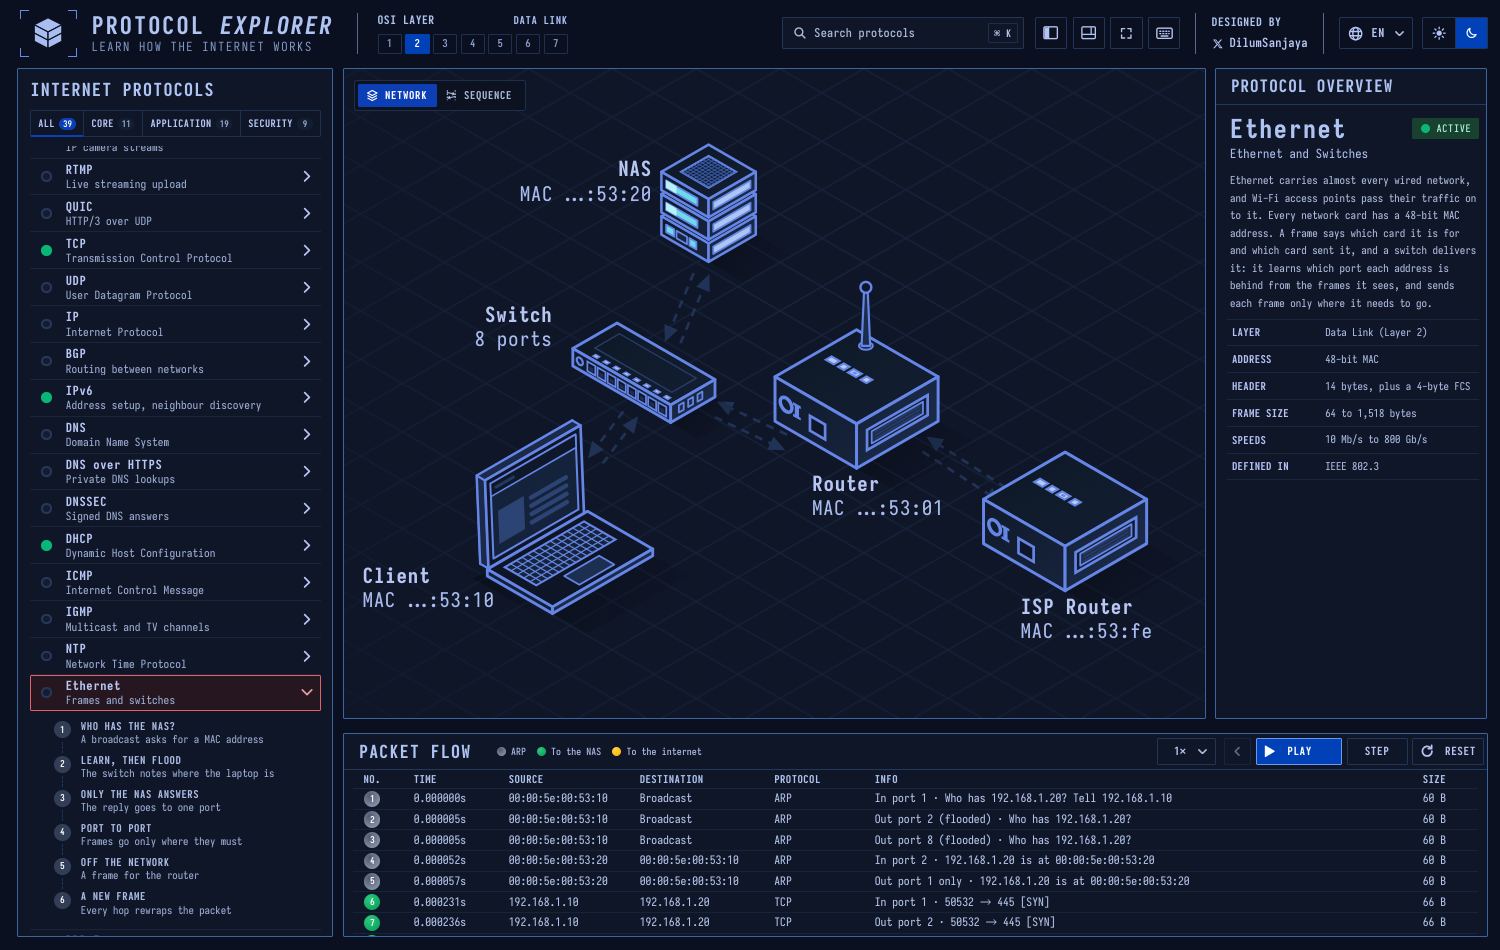 PROTOCOL EXPLORER
LEARN HOW THE INTERNET WORKS
OSI LAYER DATA LINK
1 2 3 4 5 6 7
Search protocols ⌘ K
DESIGNED BY
DilumSanjaya
EN
INTERNET PROTOCOLS
ALL 39 CORE 11 APPLICATION 19 SECURITY 9
IP camera streams
RTMP
Live streaming upload
QUIC
HTTP/3 over UDP
TCP
Transmission Control Protocol
UDP
User Datagram Protocol
IP
Internet Protocol
BGP
Routing between networks
IPv6
Address setup, neighbour discovery
DNS
Domain Name System
DNS over HTTPS
Private DNS lookups
DNSSEC
Signed DNS answers
DHCP
Dynamic Host Configuration
ICMP
Internet Control Message
IGMP
Multicast and TV channels
NTP
Network Time Protocol
Ethernet
Frames and switches
1 WHO HAS THE NAS?
A broadcast asks for a MAC address
2 LEARN, THEN FLOOD
The switch notes where the laptop is
3 ONLY THE NAS ANSWERS
The reply goes to one port
4 PORT TO PORT
Frames go only where they must
5 OFF THE NETWORK
A frame for the router
6 A NEW FRAME
Every hop rewraps the packet
NETWORK SEQUENCE
NAS
MAC ...:53:20
Switch
8 ports
Router
MAC ...:53:01
Client
MAC ...:53:10
ISP Router
MAC ...:53:fe
PROTOCOL OVERVIEW
Ethernet ACTIVE
Ethernet and Switches
Ethernet carries almost every wired network,
and Wi-Fi access points pass their traffic on
to it. Every network card has a 48-bit MAC
address. A frame says which card it is for
and which card sent it, and a switch delivers
it: it learns which port each address is
behind from the frames it sees, and sends
each frame only where it needs to go.
LAYER Data Link (Layer 2)
ADDRESS 48-bit MAC
HEADER 14 bytes, plus a 4-byte FCS
FRAME SIZE 64 to 1,518 bytes
SPEEDS 10 Mb/s to 800 Gb/s
DEFINED IN IEEE 802.3
PACKET FLOW ARP To the NAS To the internet 1× PLAY STEP RESET
NO. TIME SOURCE DESTINATION PROTOCOL INFO SIZE
1 0.000000s 00:00:5e:00:53:10 Broadcast ARP In port 1 · Who has 192.168.1.20? Tell 192.168.1.10 60 B
2 0.000005s 00:00:5e:00:53:10 Broadcast ARP Out port 2 (flooded) · Who has 192.168.1.20? 60 B
3 0.000005s 00:00:5e:00:53:10 Broadcast ARP Out port 8 (flooded) · Who has 192.168.1.20? 60 B
4 0.000052s 00:00:5e:00:53:20 00:00:5e:00:53:10 ARP In port 2 · 192.168.1.20 is at 00:00:5e:00:53:20 60 B
5 0.000057s 00:00:5e:00:53:20 00:00:5e:00:53:10 ARP Out port 1 only · 192.168.1.20 is at 00:00:5e:00:53:20 60 B
6 0.000231s 192.168.1.10 192.168.1.20 TCP In port 1 · 50532 → 445 [SYN] 66 B
7 0.000236s 192.168.1.10 192.168.1.20 TCP Out port 2 · 50532 → 445 [SYN] 66 B